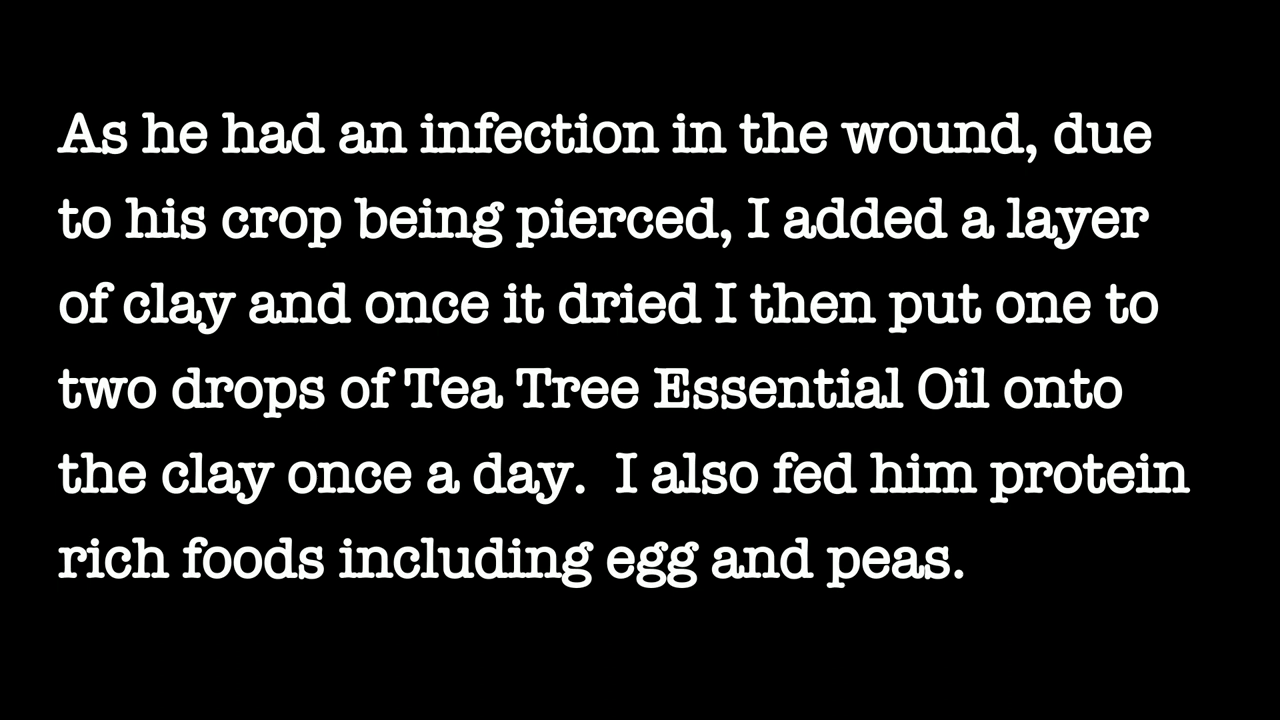 As he had an infection in the wound, due
to his crop being pierced, I added a layer
of clay and once it dried I then put one to
two drops of Tea Tree Essential Oil onto
the clay once a day.  I also fed him protein
rich foods including egg and peas.